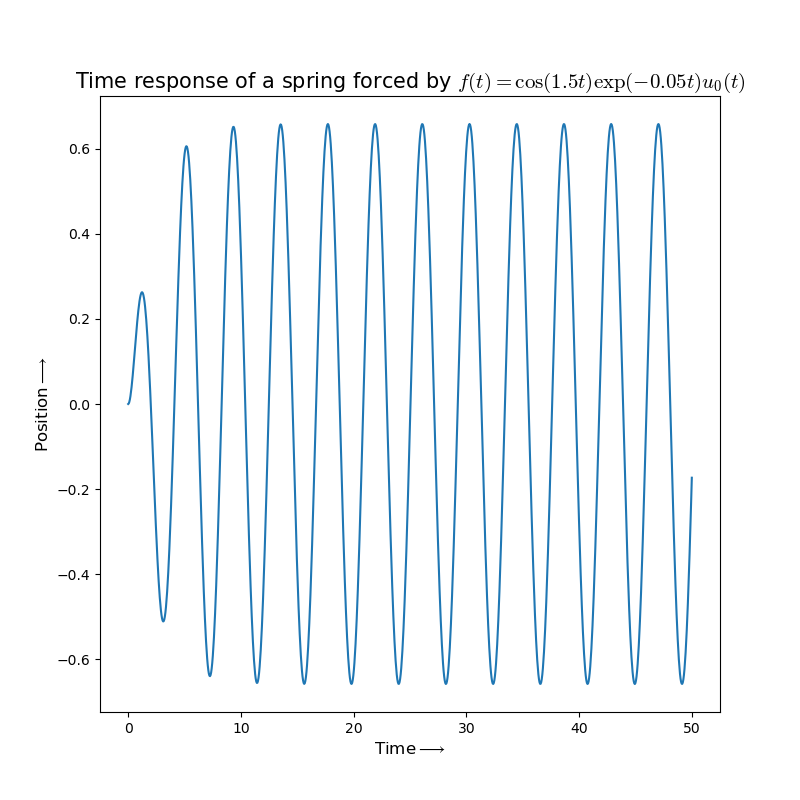 Time response of a spring forced by f(t) = cos(1.5t)exp(−0.05t)u₀(t)
0.6
0.4
0.2
0.0
−0.2
−0.4
−0.6
Position⟶
0 10 20 30 40 50
Time⟶